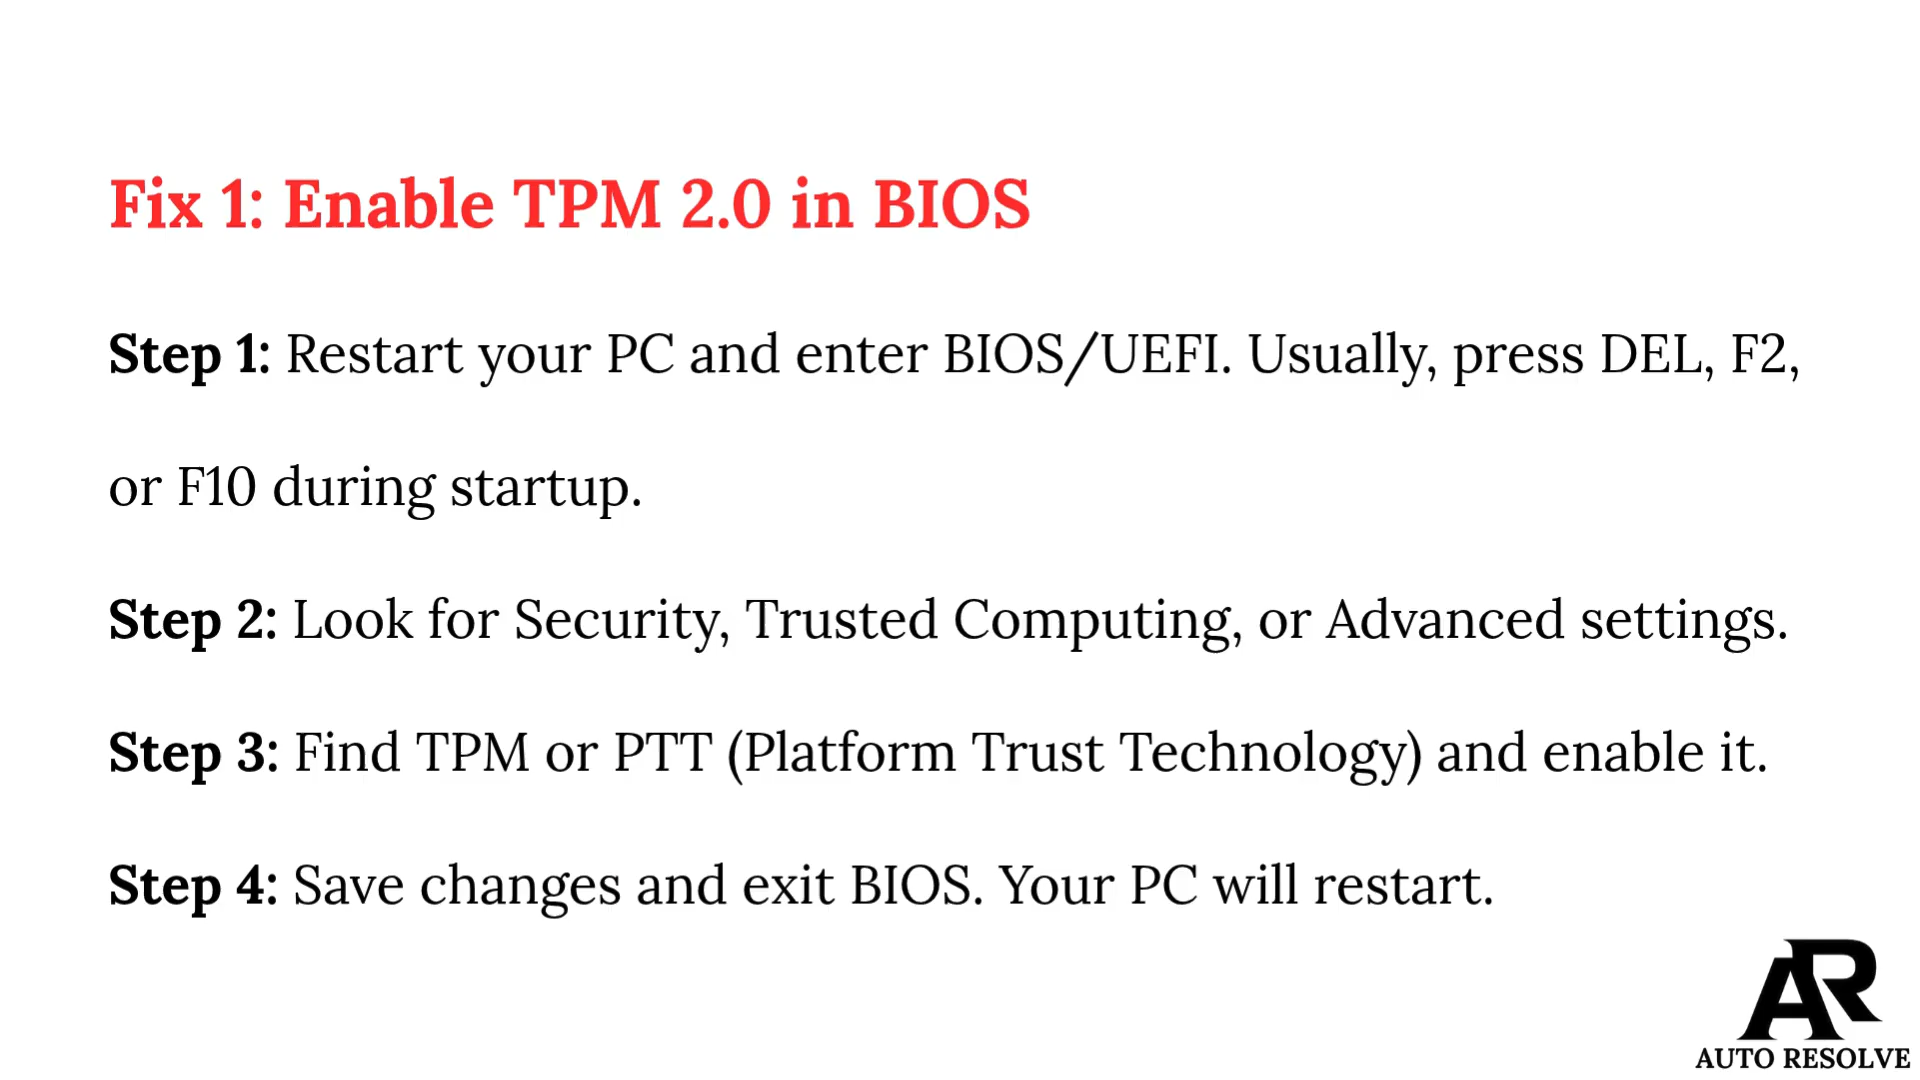 Fix 1: Enable TPM 2.0 in BIOS
Step 1: Restart your PC and enter BIOS/UEFI. Usually, press DEL, F2,
or F10 during startup.
Step 2: Look for Security, Trusted Computing, or Advanced settings.
Step 3: Find TPM or PTT (Platform Trust Technology) and enable it.
Step 4: Save changes and exit BIOS. Your PC will restart.
AR
AUTO RESOLVE